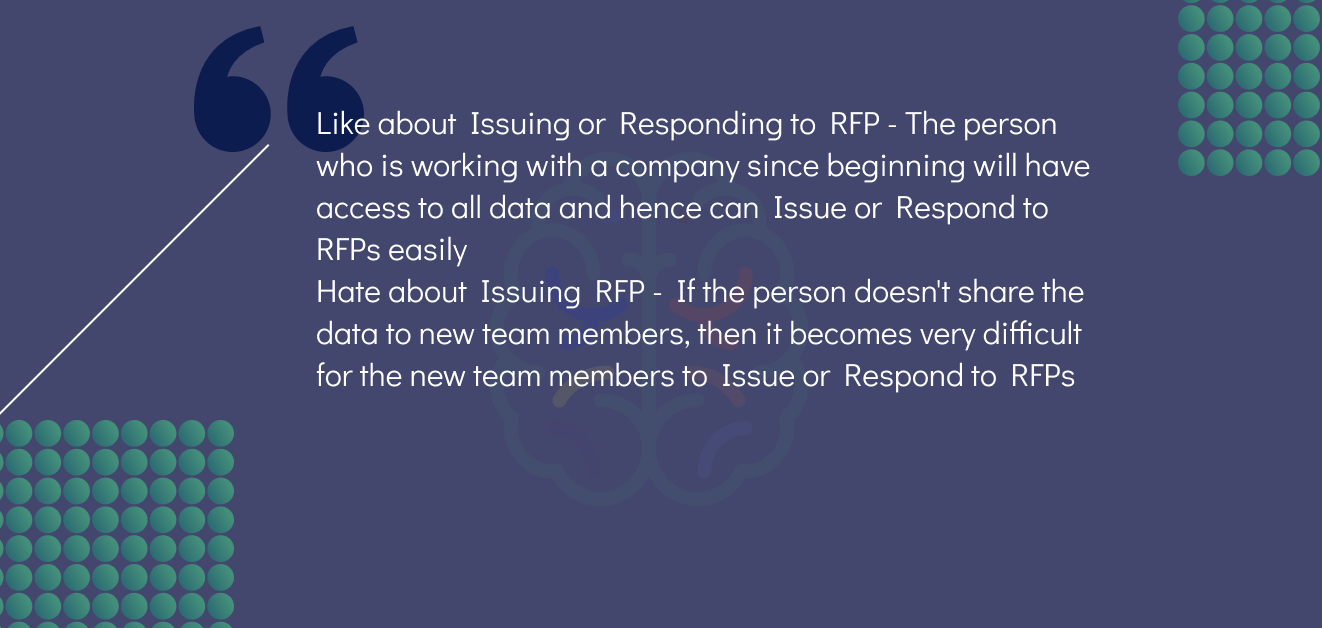 Like about Issuing or Responding to RFP - The person
who is working with a company since beginning will have
access to all data and hence can Issue or Respond to
RFPs easily
Hate about Issuing RFP - If the person doesn't share the
data to new team members, then it becomes very difficult
for the new team members to Issue or Respond to RFPs